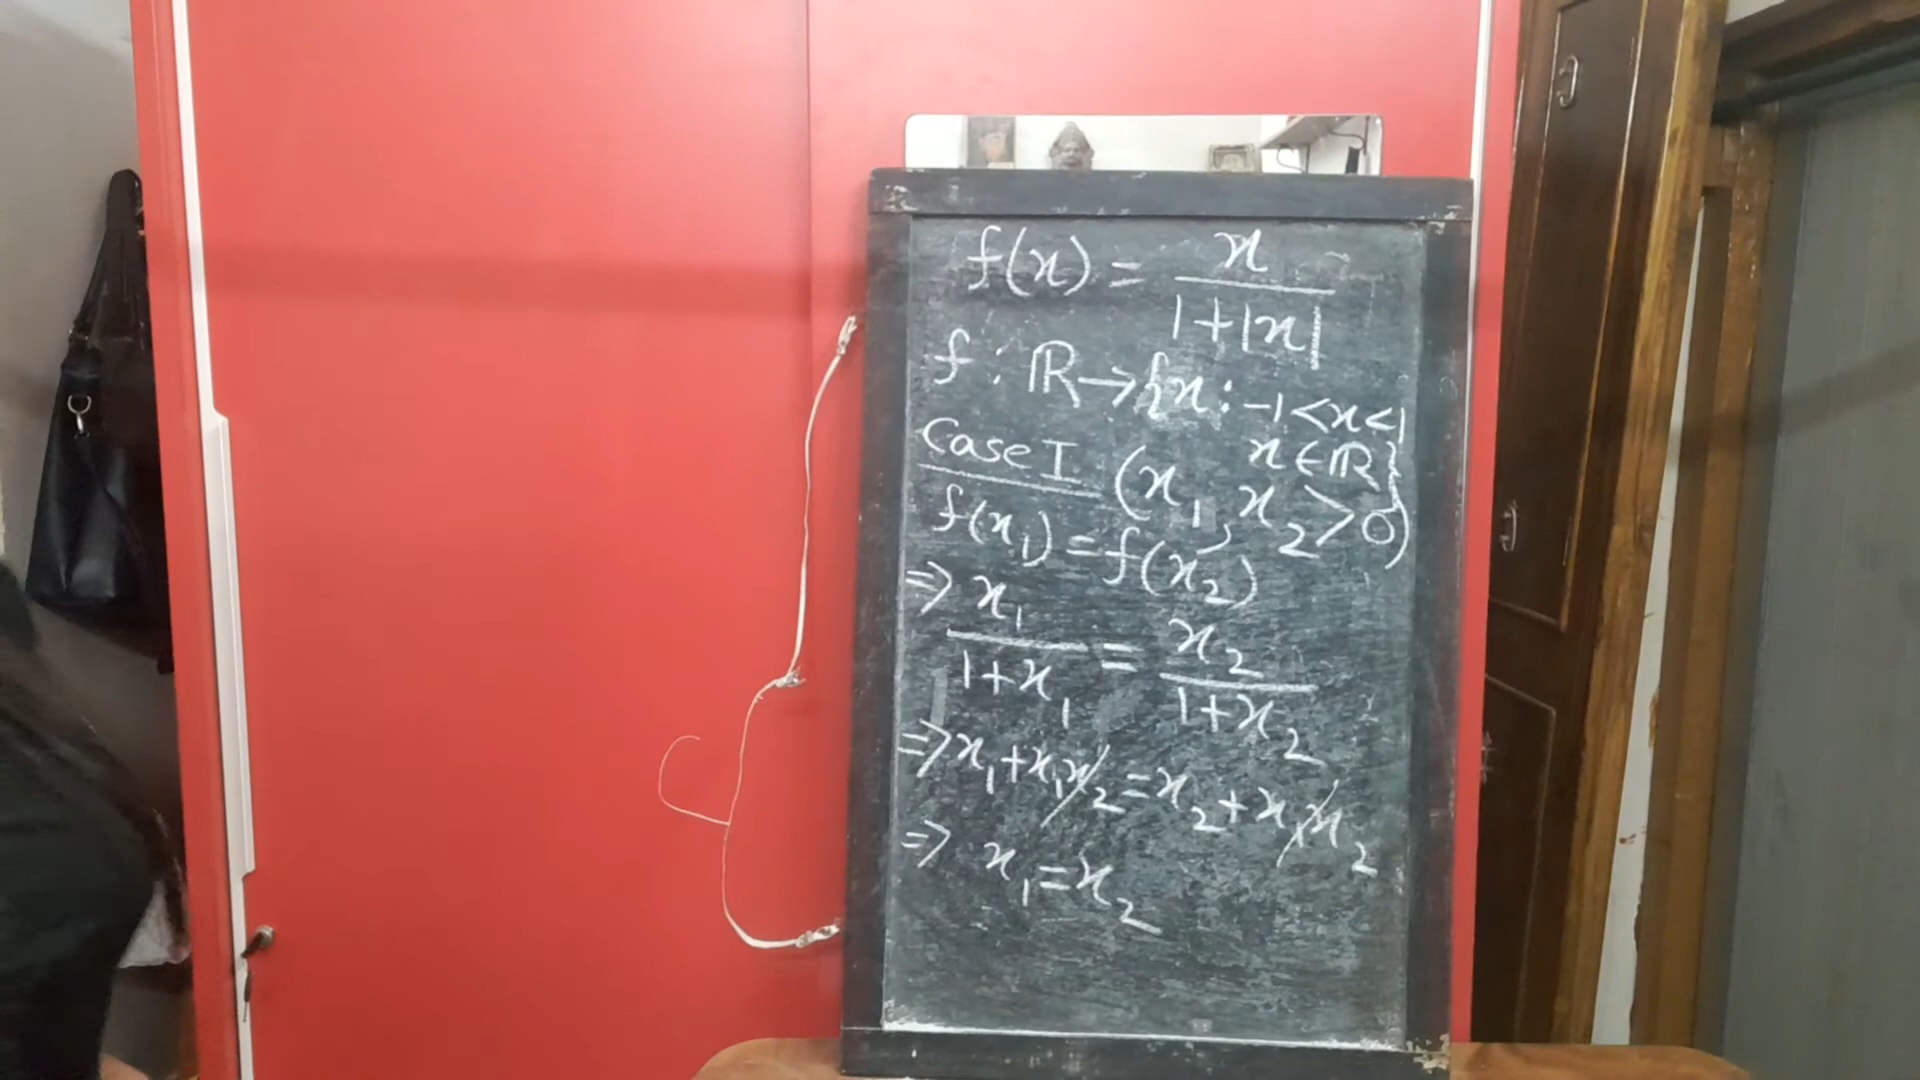 f(x) = x / 1+|x|
f : ℝ → {x : -1 < x < 1
x ∈ ℝ}
Case I (x₁, x₂ > 0)
f(x₁) = f(x₂)
⇒ x₁ / 1+x₁ = x₂ / 1+x₂
⇒ x₁ + x₁x₂ = x₂ + x₁x₂
⇒ x₁ = x₂